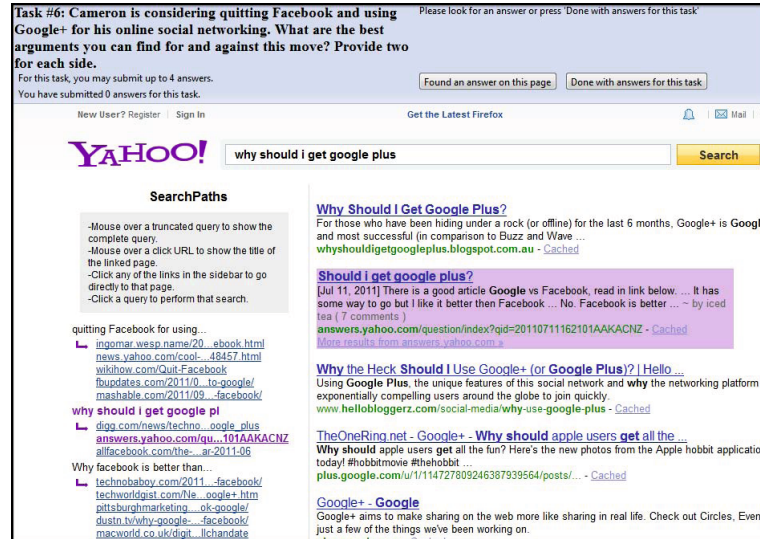 Task #6: Cameron is considering quitting Facebook and using
Google+ for his online social networking. What are the best
arguments you can find for and against this move? Provide two
for each side.
For this task, you may submit up to 4 answers.
You have submitted 0 answers for this task.
Please look for an answer or press 'Done with answers for this task'
Found an answer on this page
Done with answers for this task
New User? Register
Sign In
Get the Latest Firefox
Mail
YAHOO!
why should i get google plus
Search
SearchPaths
-Mouse over a truncated query to show the
complete query.
-Mouse over a click URL to show the title of
the linked page.
-Click any of the links in the sidebar to go
directly to that page.
-Click a query to perform that search.
quitting Facebook for using...
ingomar.wesp.name/20...ebook.html
news.yahoo.com/cool-...48457.html
wikihow.com/Quit-Facebook
fbupdates.com/2011/0...to-google/
mashable.com/2011/09...-facebook/
why should i get google pl
digg.com/news/techno...oogle_plus
answers.yahoo.com/qu...101AAKACNZ
allfacebook.com/the-...ar-2011-06
Why facebook is better than...
technobaboy.com/2011...-facebook/
techworldgist.com/Ne...oogle+.htm
pittsburghmarketing....ok-google/
dustn.tv/why-google-...-facebook/
macworld.co.uk/digit...llchandate
Why Should I Get Google Plus?
For those who have been hiding under a rock (or offline) for the last 6 months, Google+ is Googl
and most successful (in comparison to Buzz and Wave ...
whyshouldigetgoogleplus.blogspot.com.au - Cached
Should i get google plus?
[Jul 11, 2011] There is a good article Google vs Facebook, read in link below. ... It has
some way to go but I like it better then Facebook ... No. Facebook is better ... ~ by iced
tea ( 7 comments )
answers.yahoo.com/question/index?qid=20110711162101AAKACNZ - Cached
More results from answers.yahoo.com »
Why the Heck Should I Use Google+ (or Google Plus)? | Hello ...
Using Google Plus, the unique features of this social network and why the networking platform
exponentially compelling users around the globe to join quickly.
www.hellobloggerz.com/social-media/why-use-google-plus - Cached
TheOneRing.net - Google+ - Why should apple users get all the ...
Why should apple users get all the fun? Here's the new photos from the Apple hobbit applicatio
today! #hobbitmovie #thehobbit ...
plus.google.com/u/1/114727809246387939564/posts/... - Cached
Google+ - Google
Google+ aims to make sharing on the web more like sharing in real life. Check out Circles, Even
just a few of the things we've been working on.